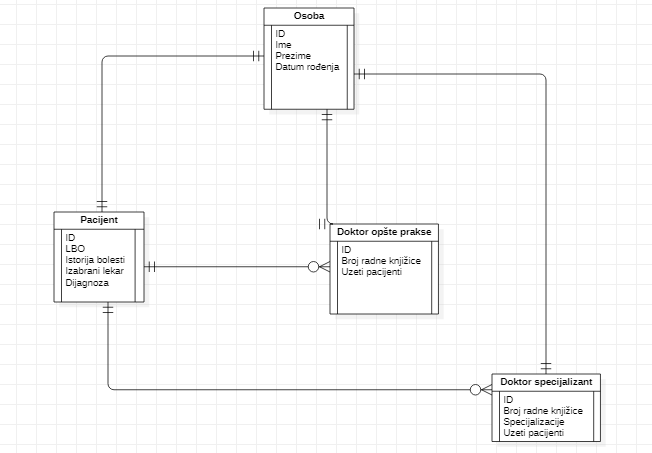 Osoba
ID
Ime
Prezime
Datum rođenja
Pacijent
ID
LBO
Istorija bolesti
Izabrani lekar
Dijagnoza
Doktor opšte prakse
ID
Broj radne knjižice
Uzeti pacijenti
Doktor specijalizant
ID
Broj radne knjižice
Specijalizacije
Uzeti pacijenti